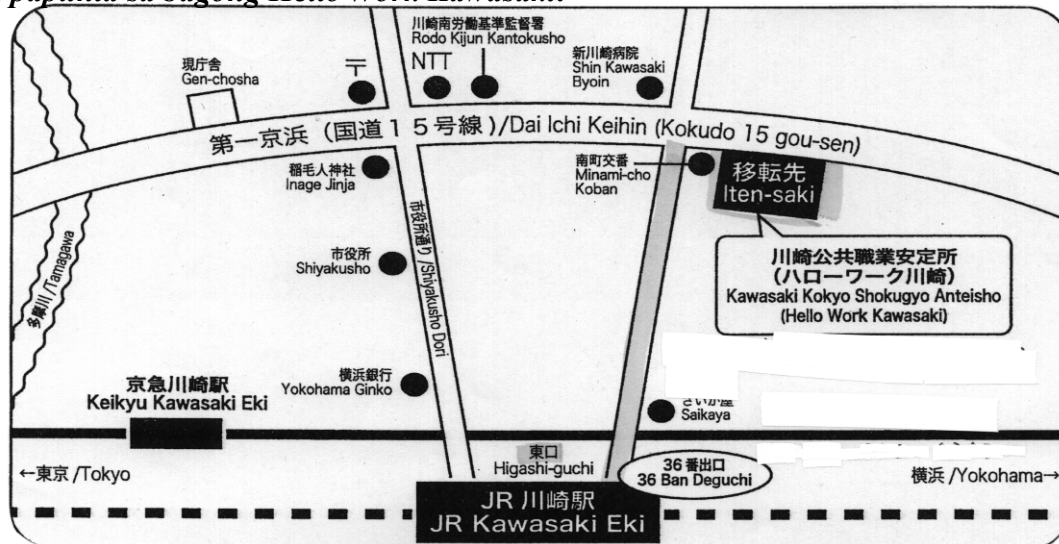 papunta sa bagong Hello Work Kawasaki:
川崎南労働基準監督署
Rodo Kijun Kantokusho
現庁舎
Gen-chosha
〒
NTT
新川崎病院
Shin Kawasaki
Byoin
第一京浜（国道15号線）/Dai Ichi Keihin (Kokudo 15 gou-sen)
稲毛人神社
Inage Jinja
南町交番
Minami-cho
Koban
移転先
Iten-saki
市役所通り/Shiyakusho Dori
市役所
Shiyakusho
川崎公共職業安定所
（ハローワーク川崎）
Kawasaki Kokyo Shokugyo Anteisho
(Hello Work Kawasaki)
多摩川/Tamagawa
横浜銀行
Yokohama Ginko
京急川崎駅
Keikyu Kawasaki Eki
さいか屋
Saikaya
東口
Higashi-guchi
36番出口
36 Ban Deguchi
←東京/Tokyo
横浜/Yokohama→
JR 川崎駅
JR Kawasaki Eki